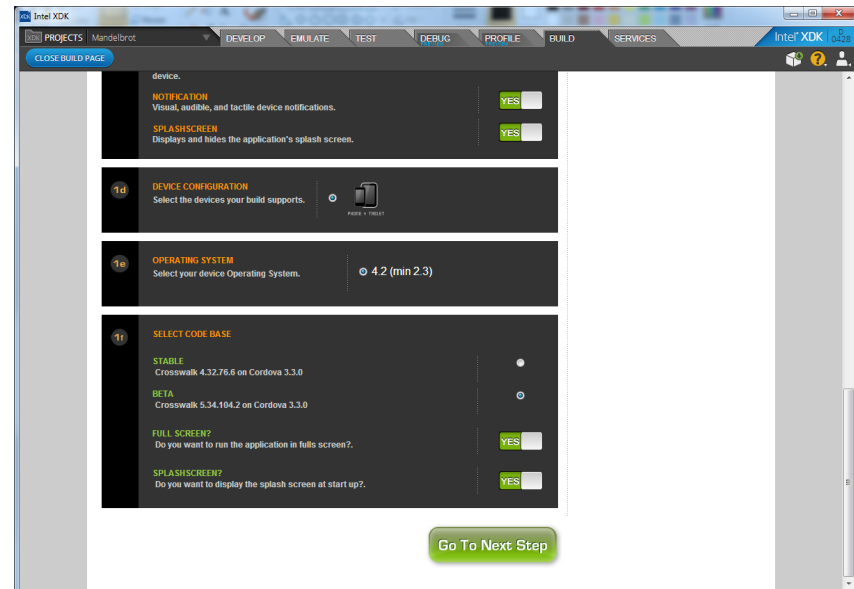 Intel XDK
PROJECTS Mandelbrot DEVELOP EMULATE TEST DEBUG PROFILE BUILD SERVICES Intel XDK D 0428
CLOSE BUILD PAGE
device.
NOTIFICATION
Visual, audible, and tactile device notifications.
YES
SPLASHSCREEN
Displays and hides the application's splash screen.
YES
1d
DEVICE CONFIGURATION
Select the devices your build supports.
PHONE + TABLET
1e
OPERATING SYSTEM
Select your device Operating System.
4.2 (min 2.3)
1f
SELECT CODE BASE
STABLE
Crosswalk 4.32.76.6 on Cordova 3.3.0
BETA
Crosswalk 5.34.104.2 on Cordova 3.3.0
FULL SCREEN?
Do you want to run the application in fulls screen?.
YES
SPLASHSCREEN?
Do you want to display the splash screen at start up?.
YES
Go To Next Step